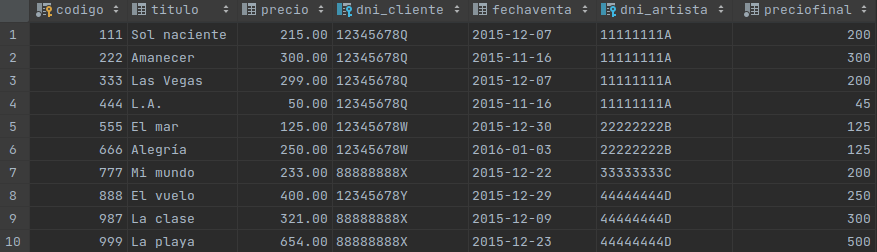 codigo titulo precio dni_cliente fechaventa dni_artista preciofinal
1 111 Sol naciente 215.00 12345678Q 2015-12-07 11111111A 200
2 222 Amanecer 300.00 12345678Q 2015-11-16 11111111A 300
3 333 Las Vegas 299.00 12345678Q 2015-12-07 11111111A 200
4 444 L.A. 50.00 12345678Q 2015-11-16 11111111A 45
5 555 El mar 125.00 12345678W 2015-12-30 22222222B 125
6 666 Alegría 250.00 12345678W 2016-01-03 22222222B 125
7 777 Mi mundo 233.00 88888888X 2015-12-22 33333333C 200
8 888 El vuelo 400.00 12345678Y 2015-12-29 44444444D 250
9 987 La clase 321.00 88888888X 2015-12-09 44444444D 300
10 999 La playa 654.00 88888888X 2015-12-23 44444444D 500